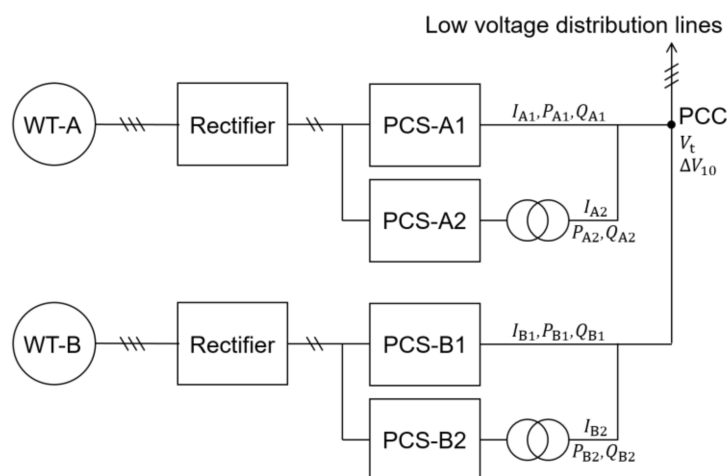 Low voltage distribution lines
WT-A
Rectifier
PCS-A1
I_A1, P_A1, Q_A1
PCC
V_t
ΔV_10
PCS-A2
I_A2
P_A2, Q_A2
WT-B
Rectifier
PCS-B1
I_B1, P_B1, Q_B1
PCS-B2
I_B2
P_B2, Q_B2